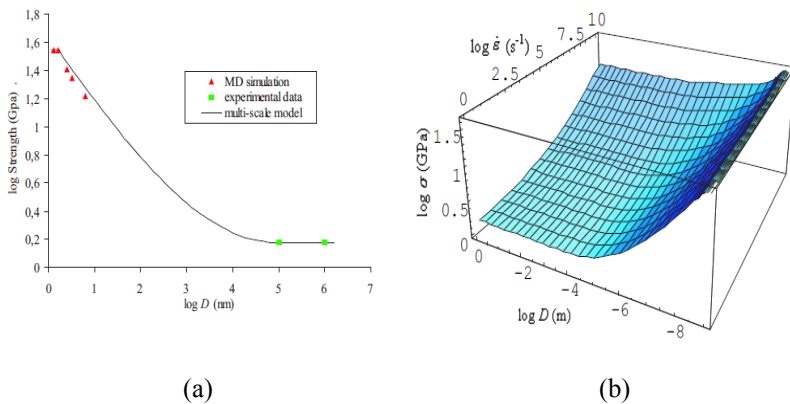 1,8
1,6
1,4
1,2
1
0,8
0,6
0,4
0,2
0
log Strength (Gpa)
MD simulation
experimental data
multi-scale model
0 1 2 3 4 5 6 7
log D (nm)
(a)
10
7.5
5
2.5
0
log ε̇ (s⁻¹)
1.5
1
0.5
0
log σ (GPa)
0
-2
-4
-6
-8
log D (m)
(b)